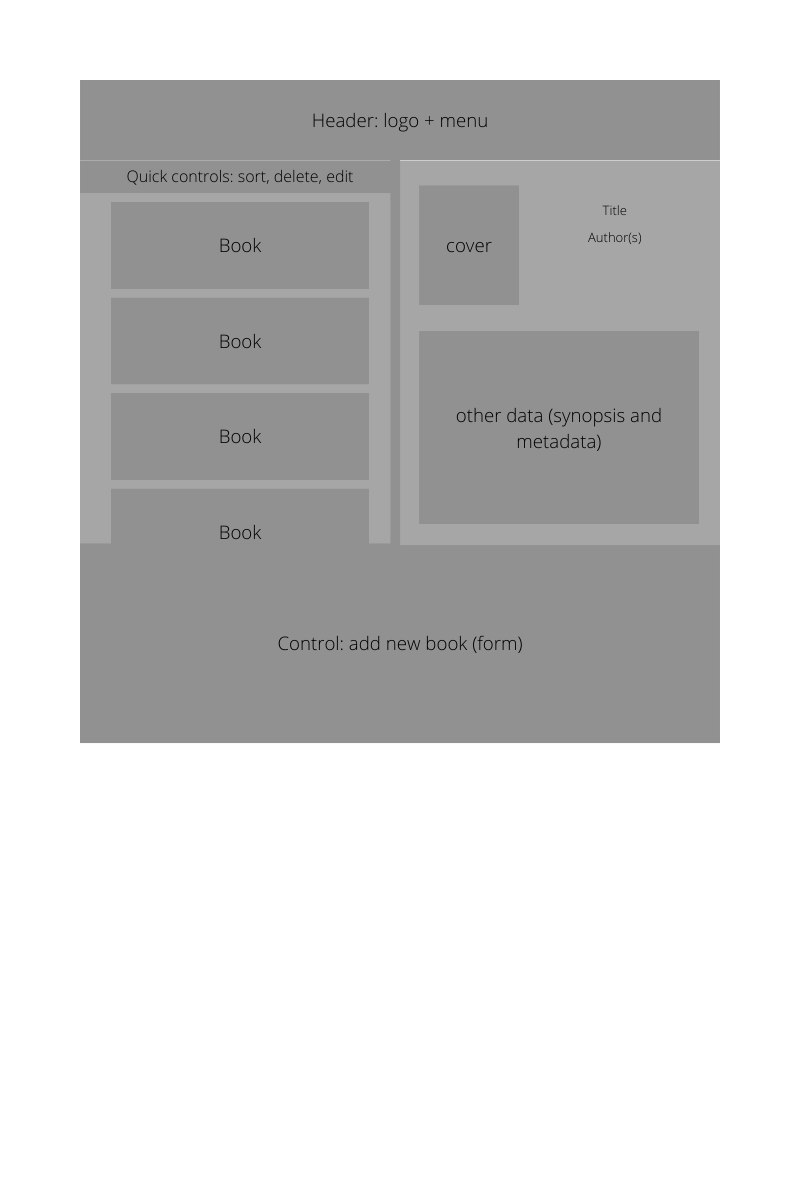 Header: logo + menu
Quick controls: sort, delete, edit
Book
Book
Book
Book
cover
Title
Author(s)
other data (synopsis and
metadata)
Control: add new book (form)